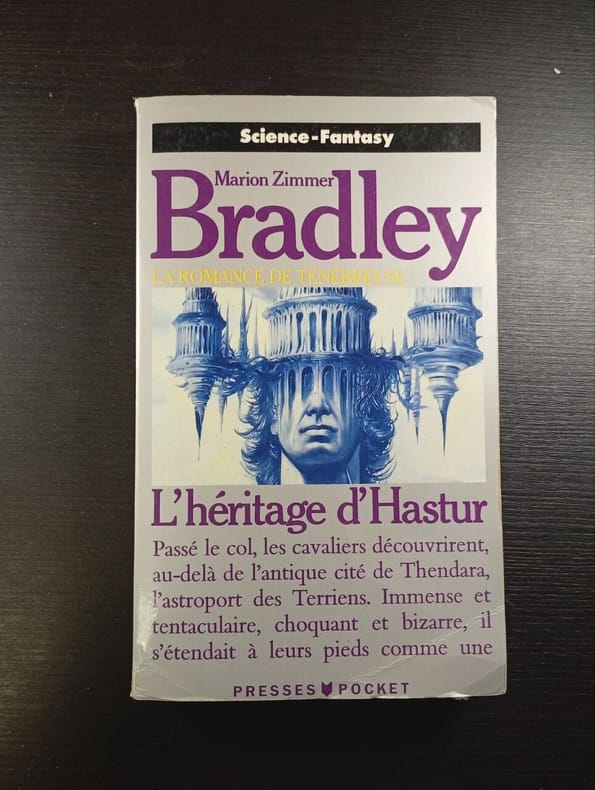 Science-Fantasy
Marion Zimmer
Bradley
LA ROMANCE DE TÉNÉBREUSE
L'héritage d'Hastur
Passé le col, les cavaliers découvrirent,
au-delà de l'antique cité de Thendara,
l'astroport des Terriens. Immense et
tentaculaire, choquant et bizarre, il
s'étendait à leurs pieds comme une
PRESSES POCKET